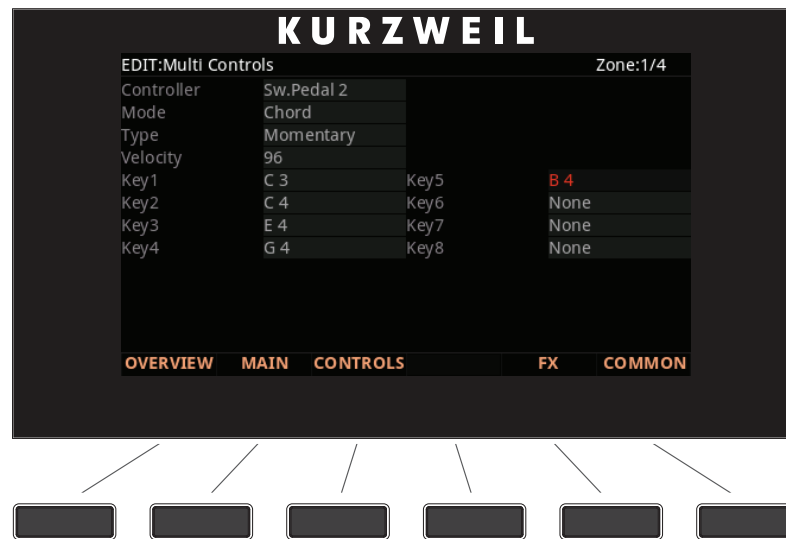 KURZWEIL
EDIT:Multi Controls Zone:1/4
Controller Sw.Pedal 2
Mode Chord
Type Momentary
Velocity 96
Key1 C 3 Key5 B 4
Key2 C 4 Key6 None
Key3 E 4 Key7 None
Key4 G 4 Key8 None
OVERVIEW MAIN CONTROLS FX COMMON